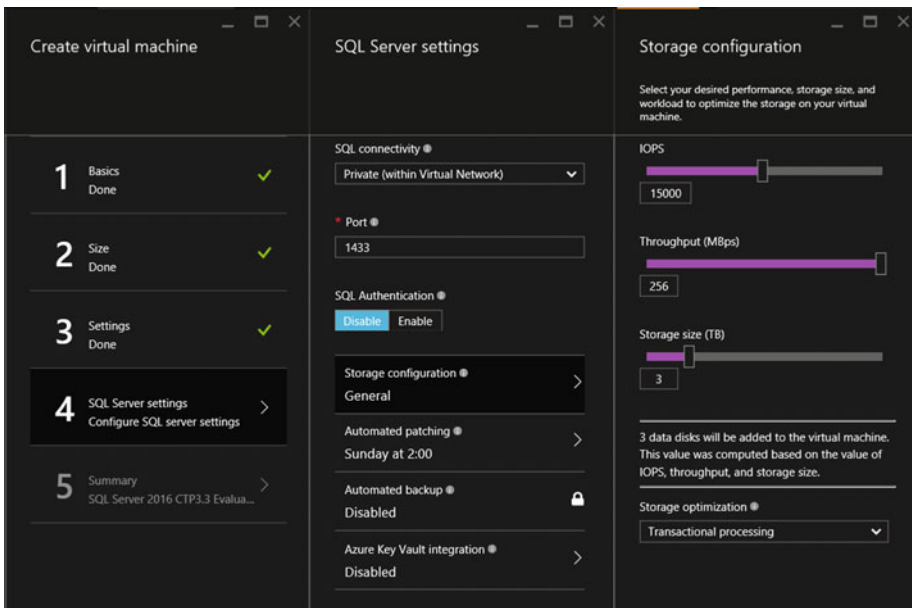 Create virtual machine
1
Basics
Done
2
Size
Done
3
Settings
Done
4
SQL Server settings
Configure SQL server settings
5
Summary
SQL Server 2016 CTP3.3 Evalua...
SQL Server settings
SQL connectivity
Private (within Virtual Network)
* Port
1433
SQL Authentication
Disable Enable
Storage configuration
General
Automated patching
Sunday at 2:00
Automated backup
Disabled
Azure Key Vault integration
Disabled
Storage configuration
Select your desired performance, storage size, and
workload to optimize the storage on your virtual
machine.
IOPS
15000
Throughput (MBps)
256
Storage size (TB)
3
3 data disks will be added to the virtual machine.
This value was computed based on the value of
IOPS, throughput, and storage size.
Storage optimization
Transactional processing